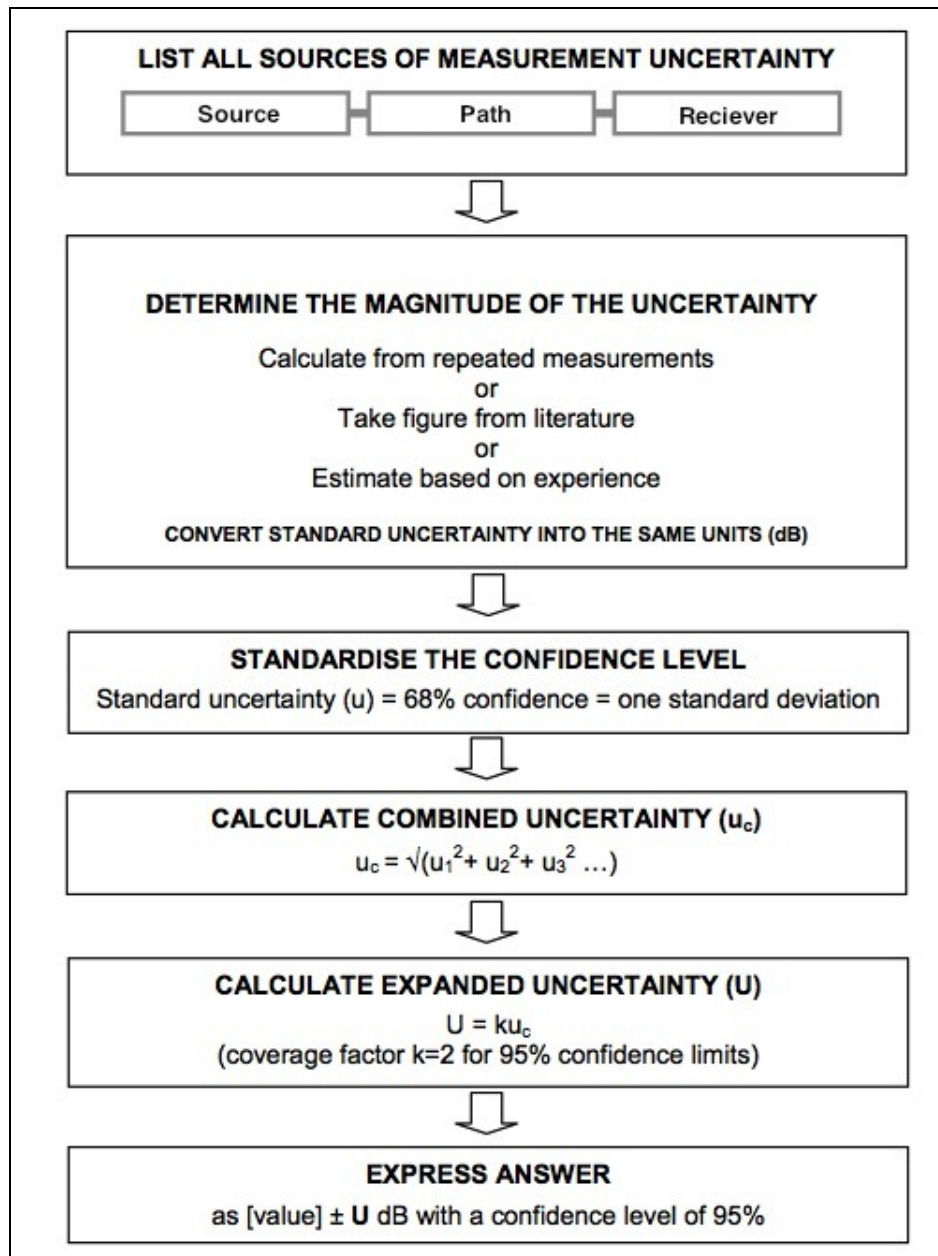 LIST ALL SOURCES OF MEASUREMENT UNCERTAINTY
Source Path Reciever
DETERMINE THE MAGNITUDE OF THE UNCERTAINTY
Calculate from repeated measurements
or
Take figure from literature
or
Estimate based on experience
CONVERT STANDARD UNCERTAINTY INTO THE SAME UNITS (dB)
STANDARDISE THE CONFIDENCE LEVEL
Standard uncertainty (u) = 68% confidence = one standard deviation
CALCULATE COMBINED UNCERTAINTY (u_c)
u_c = √(u₁²+ u₂²+ u₃² …)
CALCULATE EXPANDED UNCERTAINTY (U)
U = ku_c
(coverage factor k=2 for 95% confidence limits)
EXPRESS ANSWER
as [value] ± U dB with a confidence level of 95%